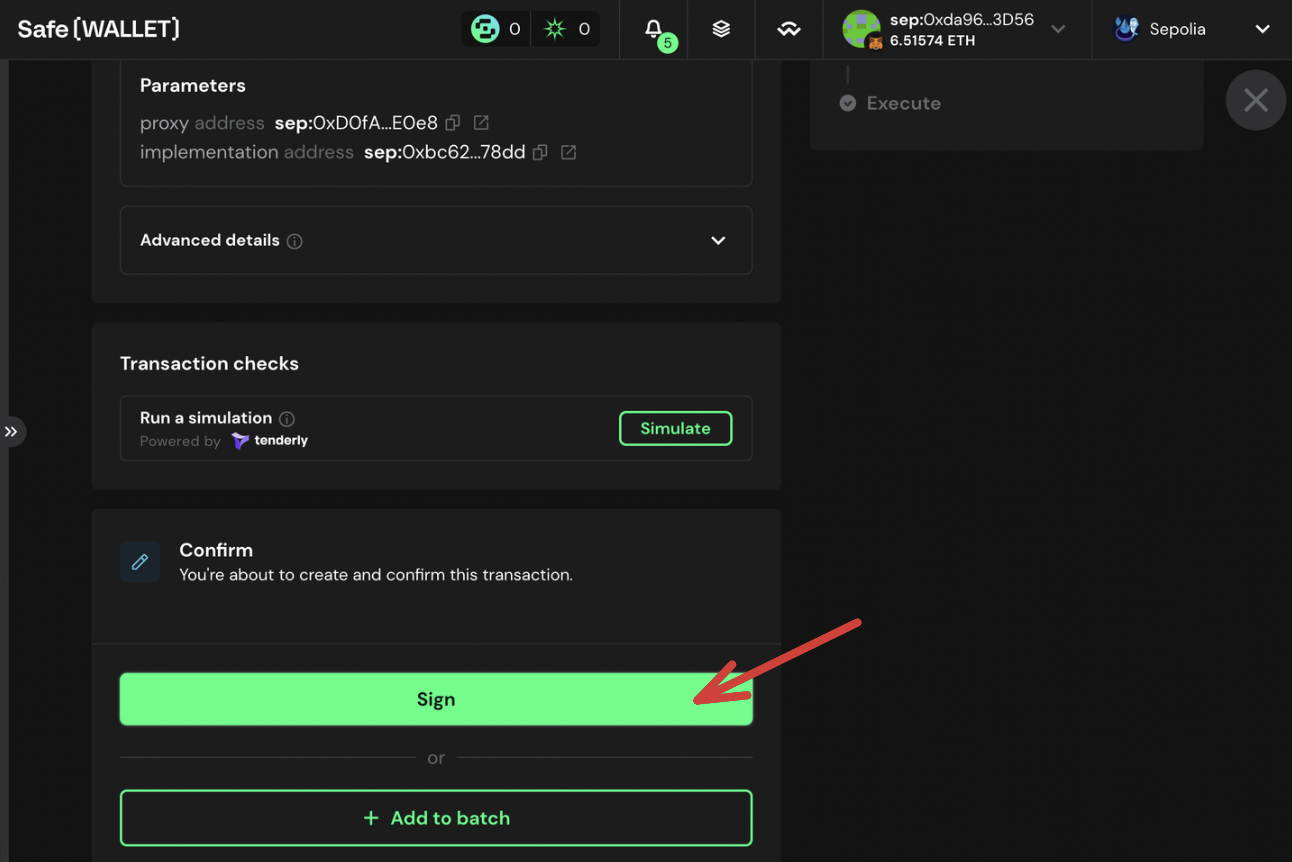 Safe[WALLET]
0
0
5
sep:0xda96...3D56
6.51574 ETH
Sepolia
Parameters
proxy address sep:0xD0fA...E0e8
implementation address sep:0xbc62...78dd
Execute
Advanced details
Transaction checks
Run a simulation
Powered by tenderly
Simulate
Confirm
You're about to create and confirm this transaction.
Sign
or
+ Add to batch